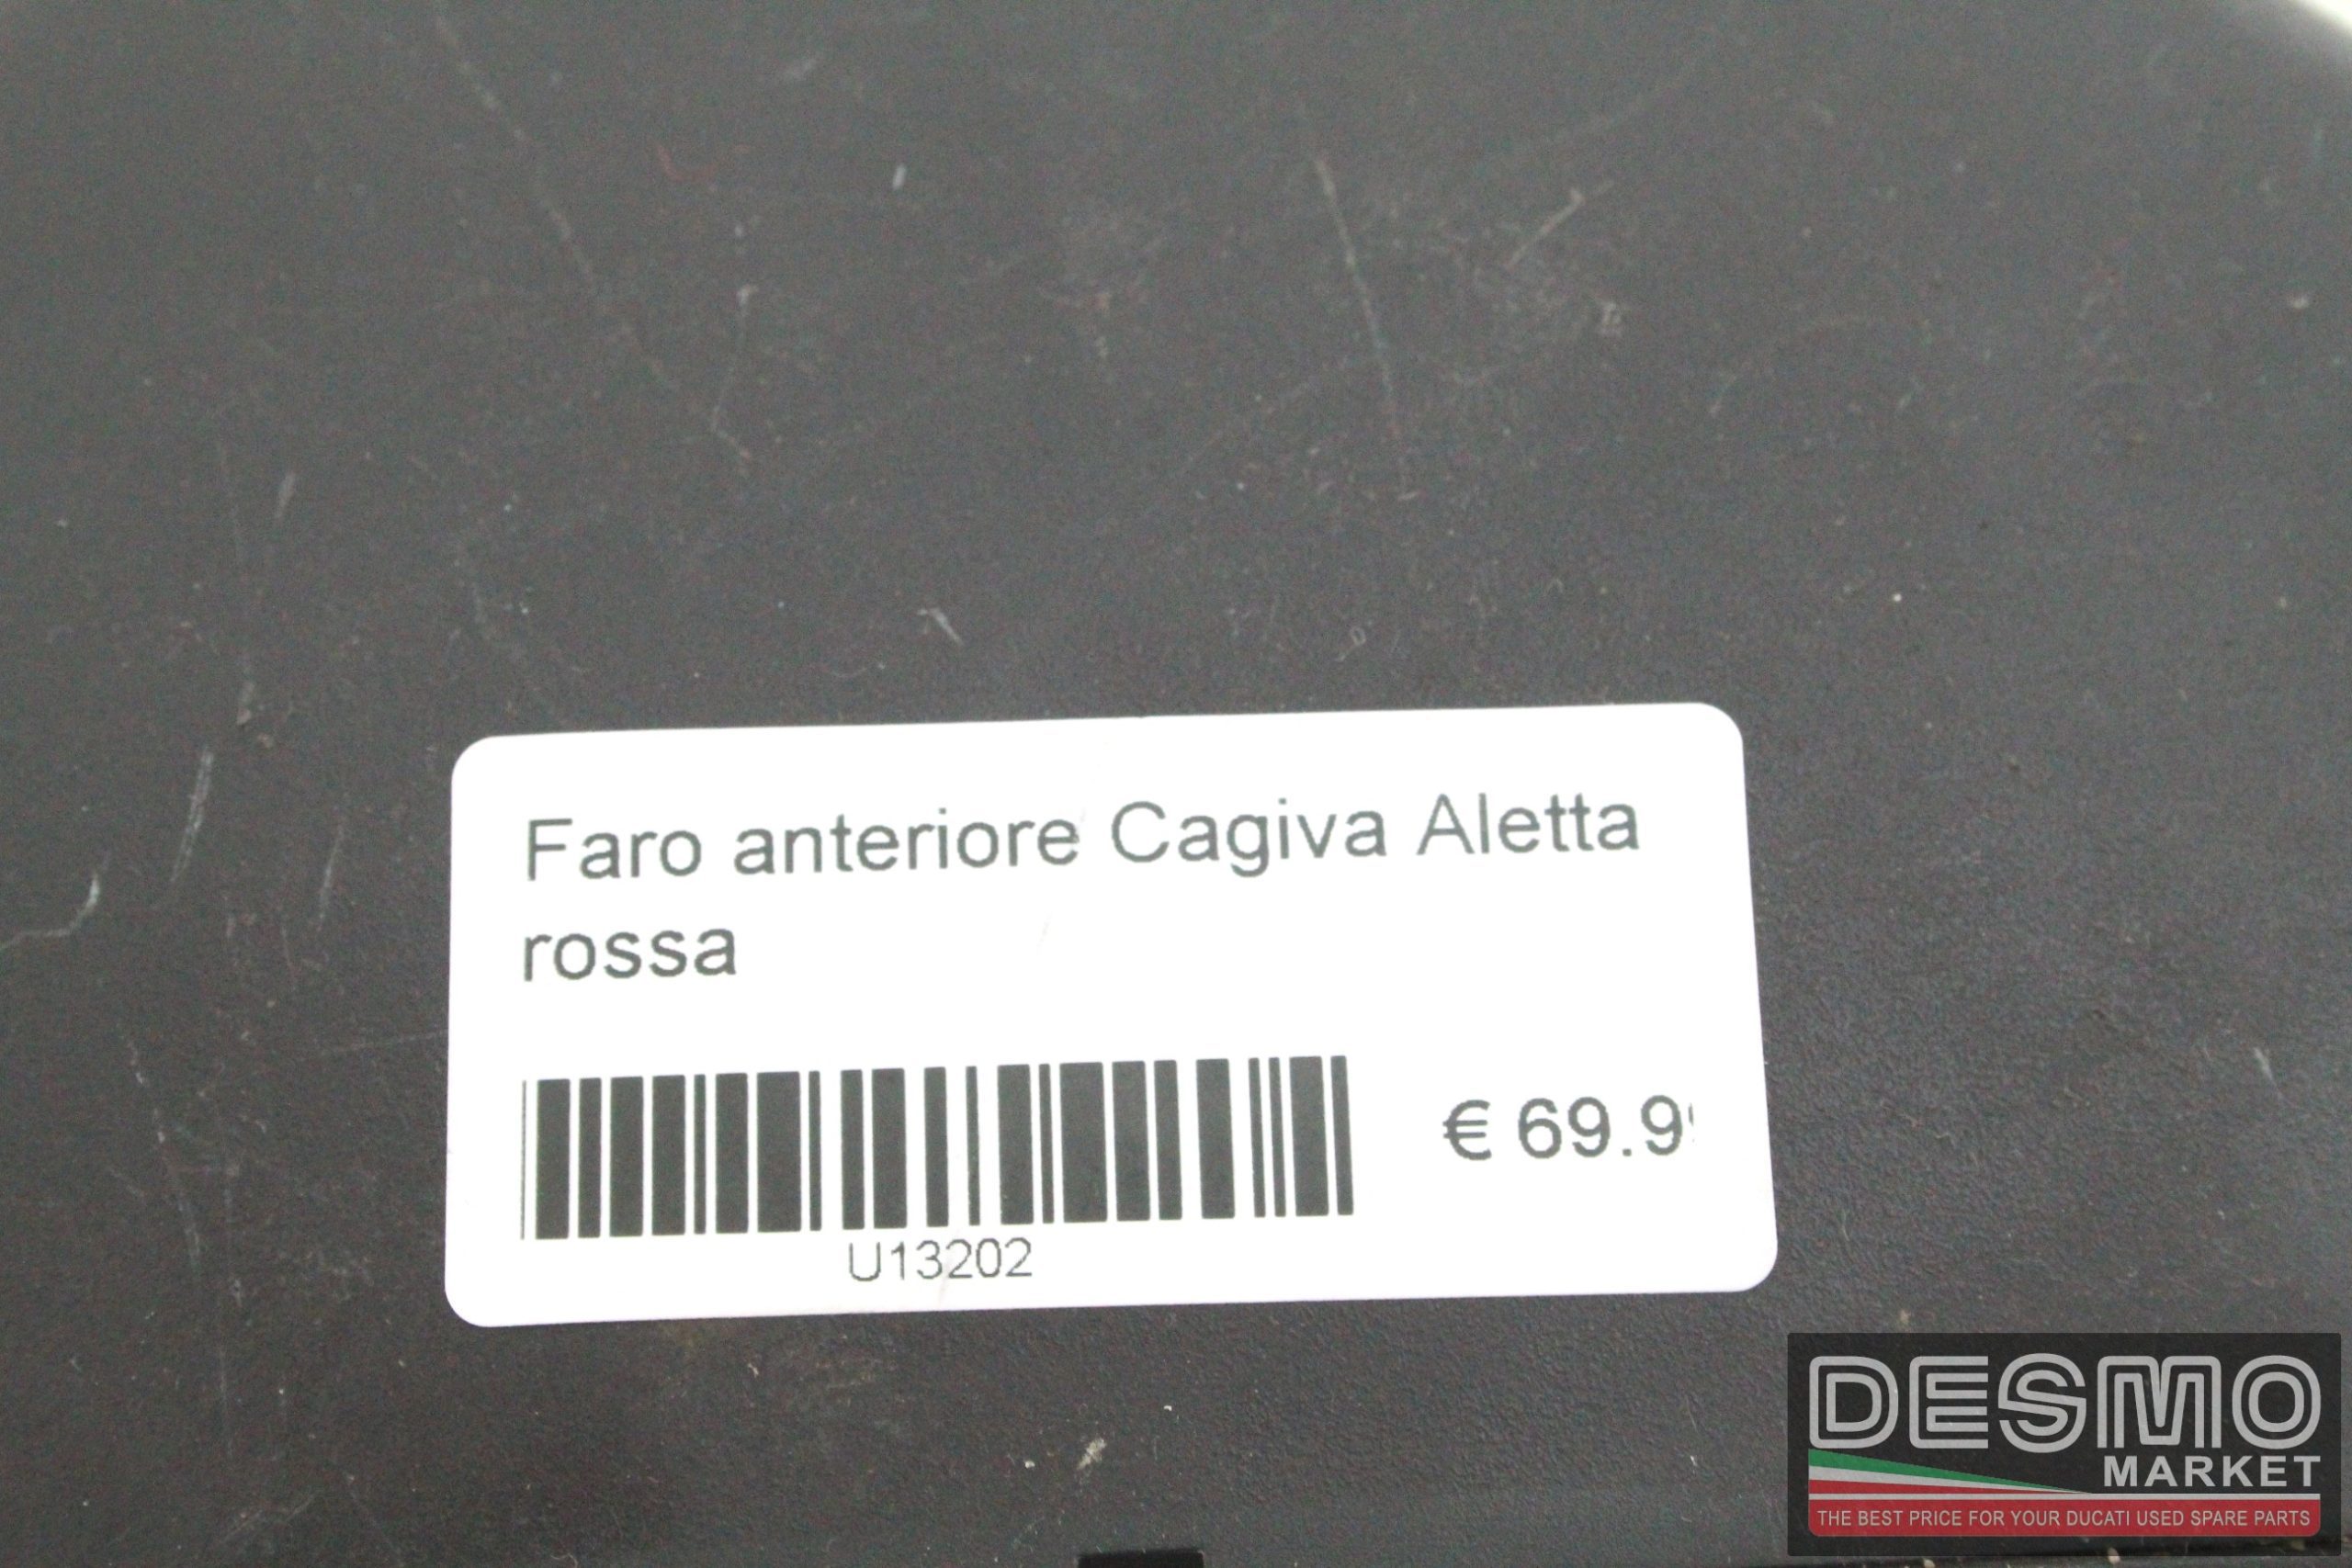 Faro anteriore Cagiva Aletta
rossa
€ 69.9
U13202
DESMO
MARKET
THE BEST PRICE FOR YOUR DUCATI USED SPARE PARTS